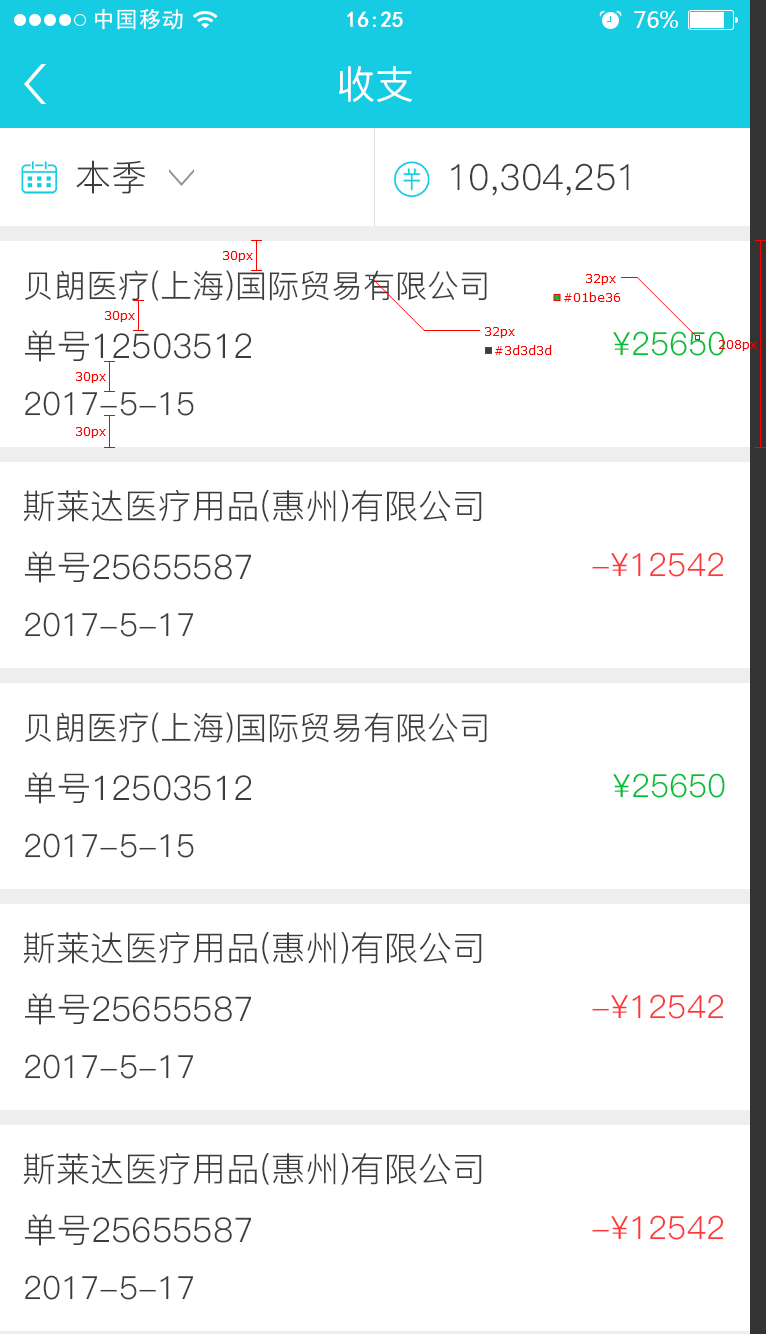 中国移动 16:25 76%
收支
本季 10,304,251
30px
贝朗医疗(上海)国际贸易有限公司
32px
#01be36
30px
32px
#3d3d3d
单号12503512
¥25650
208px
30px
2017-5-15
30px
斯莱达医疗用品(惠州)有限公司
单号25655587
-¥12542
2017-5-17
贝朗医疗(上海)国际贸易有限公司
单号12503512
¥25650
2017-5-15
斯莱达医疗用品(惠州)有限公司
单号25655587
-¥12542
2017-5-17
斯莱达医疗用品(惠州)有限公司
单号25655587
-¥12542
2017-5-17